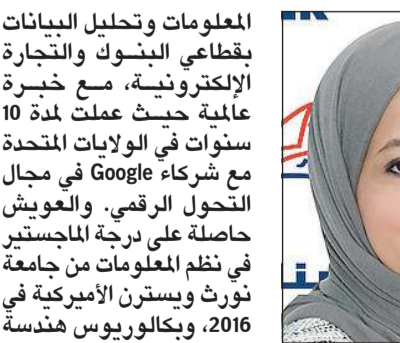 المعلومات وتحليل البيانات
بقطاعي البنوك والتجارة
الإلكترونية، مع خبرة
عالمية حيث عملت لمدة 10
سنوات في الولايات المتحدة
مع شركاء Google في مجال
التحول الرقمي. والعويش
حاصلة على درجة الماجستير
في نظم المعلومات من جامعة
نورث ويسترن الأميركية في
2016، وبكالوريوس هندسة